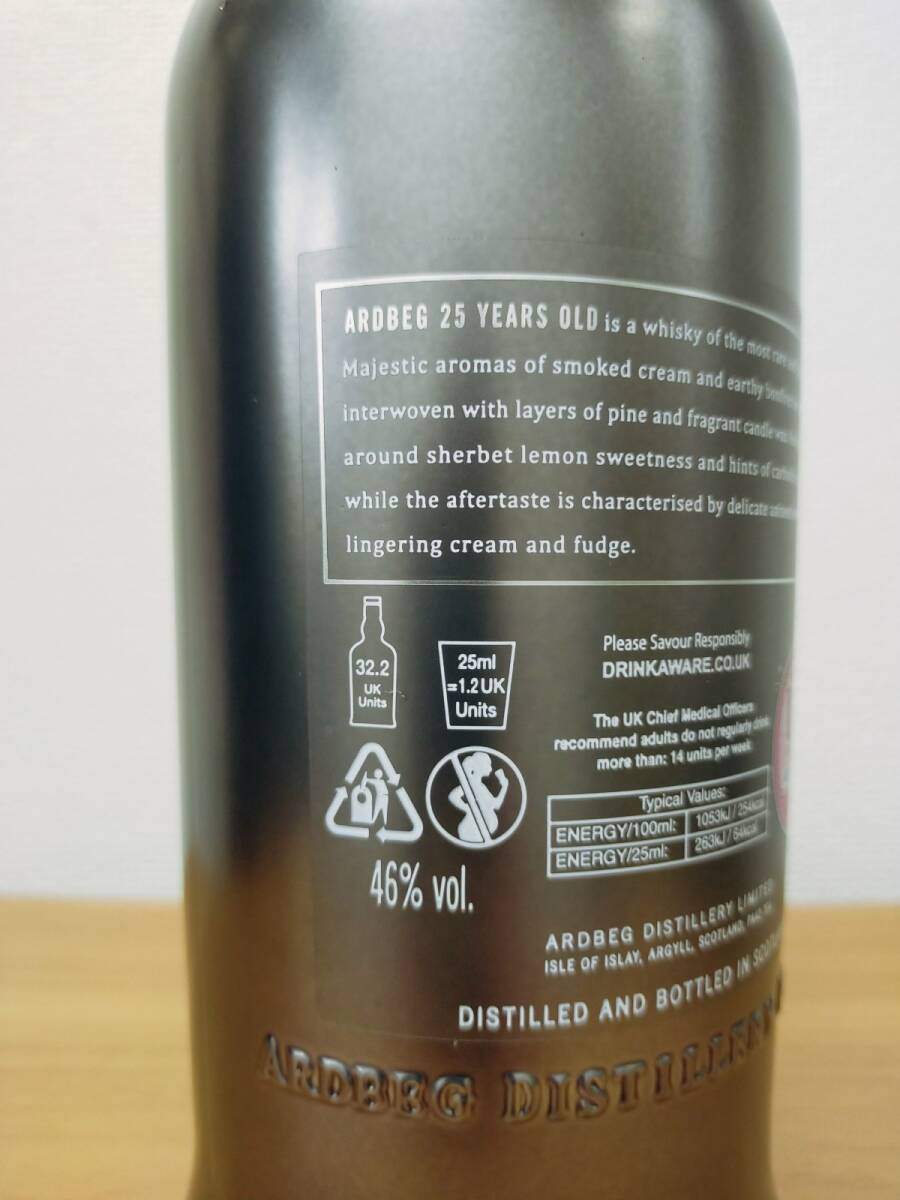 ARDBEG 25 YEARS OLD is a whisky of the most rare
Majestic aromas of smoked cream and earthy
interwoven with layers of pine and fragrant candle
around sherbet lemon sweetness and hints of
while the aftertaste is characterised by delicate
lingering cream and fudge.
32.2
UK
Units
25ml
=1.2 UK
Units
Please Savour Responsibly
DRINKAWARE.CO.UK
The UK Chief Medical Officers
recommend adults do not regularly drink
more than: 14 units per week
Typical Values:
ENERGY/100ml: 1053kJ / 254kcal
ENERGY/25ml: 263kJ / 64kcal
46% vol.
ARDBEG DISTILLERY LIMITED
ISLE OF ISLAY, ARGYLL, SCOTLAND,
DISTILLED AND BOTTLED IN
ARDBEG DISTILLERY